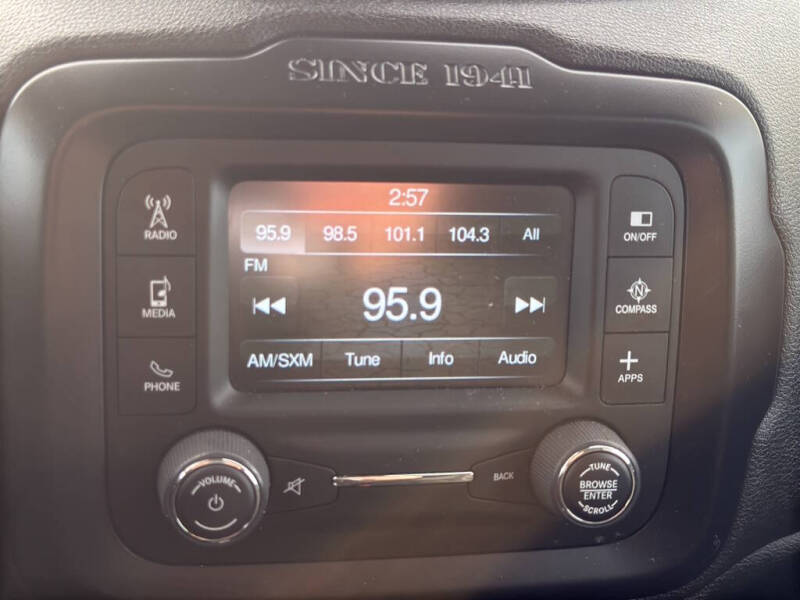 SINCE 1941
2:57
95.9 98.5 101.1 104.3 All
FM
95.9
AM/SXM Tune Info Audio
RADIO
MEDIA
PHONE
ON/OFF
N
COMPASS
APPS
VOLUME
BACK
TUNE
BROWSE
ENTER
SCROLL